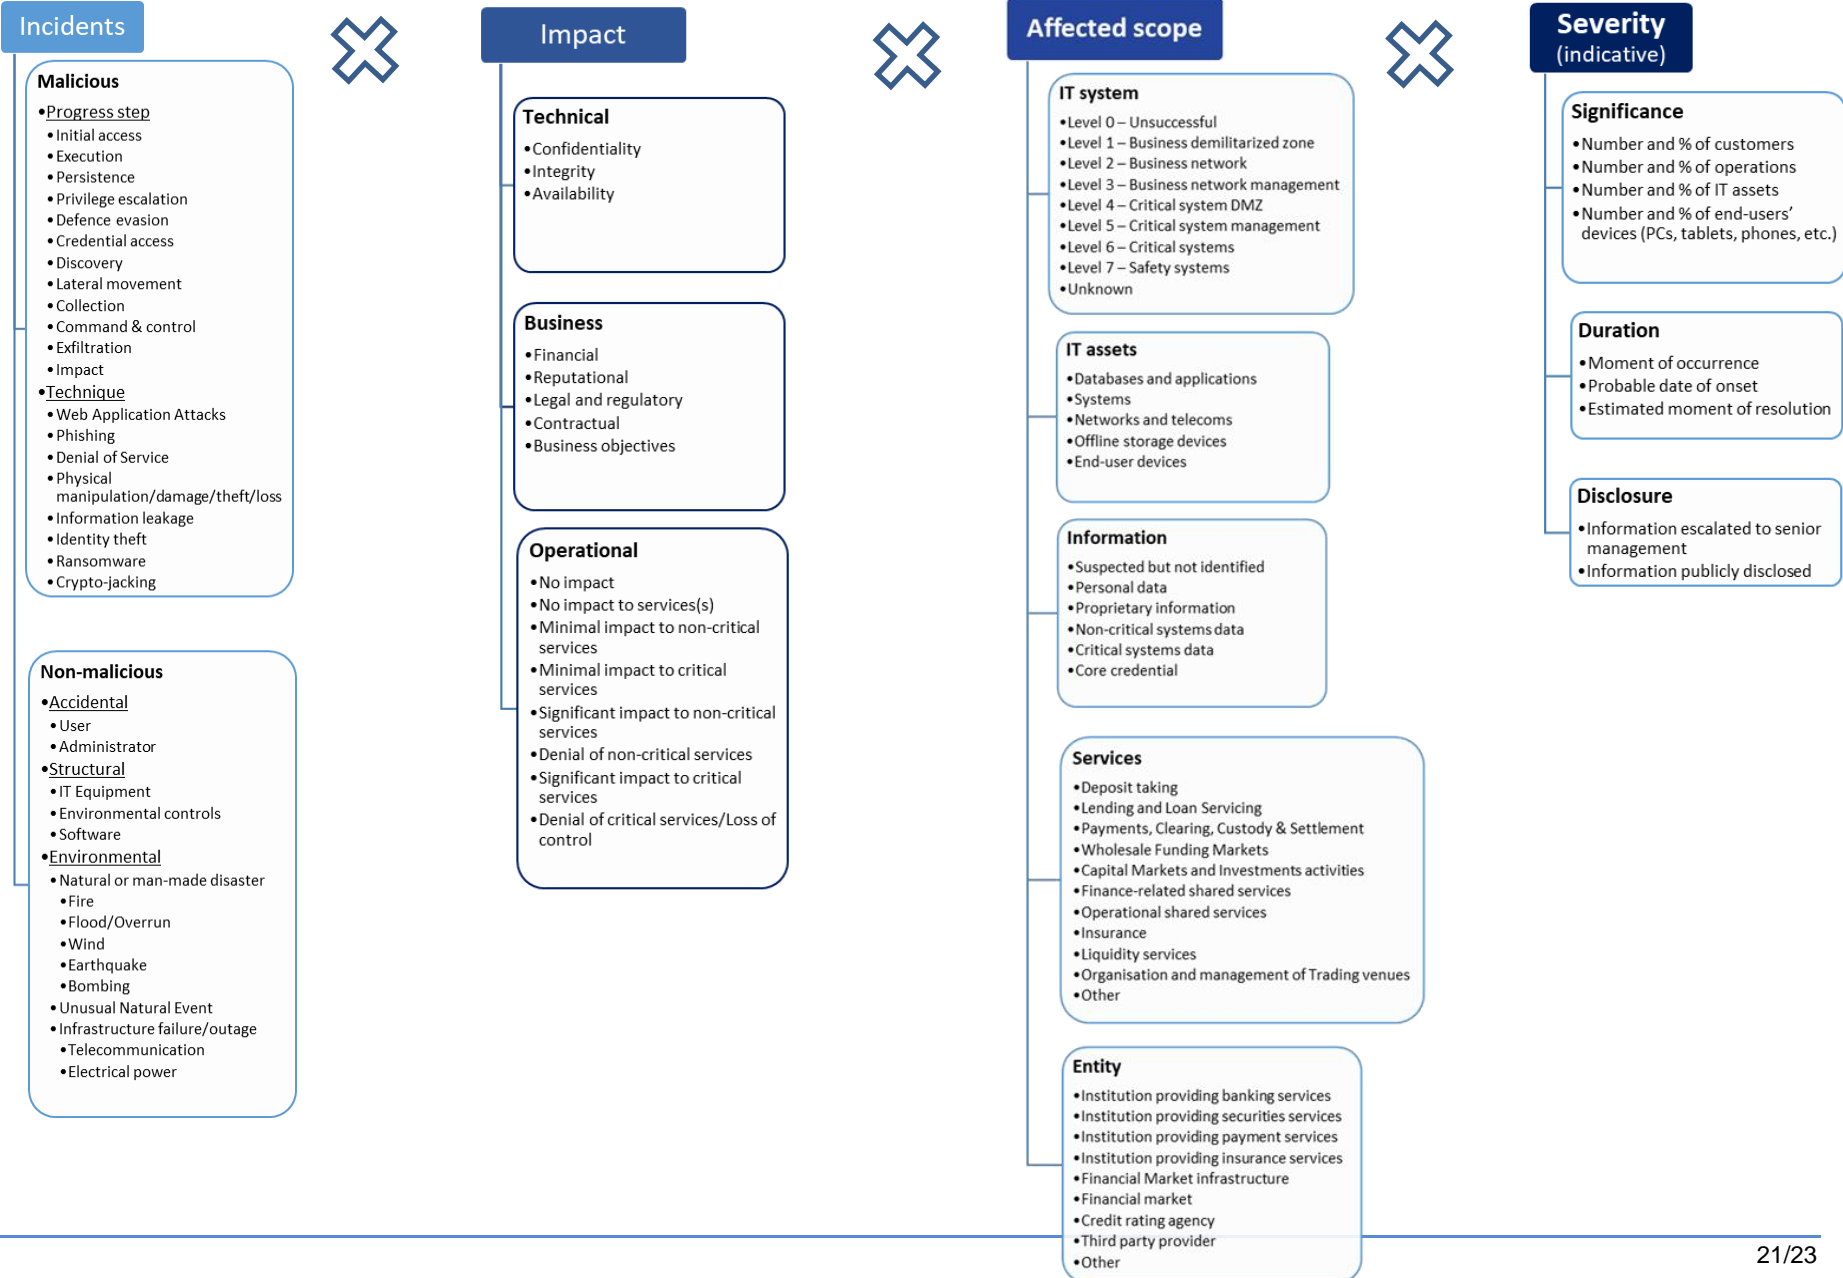 Incidents
Malicious
•Progress step
•Initial access
•Execution
•Persistence
•Privilege escalation
•Defence evasion
•Credential access
•Discovery
•Lateral movement
•Collection
•Command & control
•Exfiltration
•Impact
•Technique
•Web Application Attacks
•Phishing
•Denial of Service
•Physical
manipulation/damage/theft/loss
•Information leakage
•Identity theft
•Ransomware
•Crypto-jacking
Non-malicious
•Accidental
•User
•Administrator
•Structural
•IT Equipment
•Environmental controls
•Software
•Environmental
•Natural or man-made disaster
•Fire
•Flood/Overrun
•Wind
•Earthquake
•Bombing
•Unusual Natural Event
•Infrastructure failure/outage
•Telecommunication
•Electrical power
Impact
Technical
•Confidentiality
•Integrity
•Availability
Business
•Financial
•Reputational
•Legal and regulatory
•Contractual
•Business objectives
Operational
•No impact
•No impact to services(s)
•Minimal impact to non-critical
services
•Minimal impact to critical
services
•Significant impact to non-critical
services
•Denial of non-critical services
•Significant impact to critical
services
•Denial of critical services/Loss of
control
Affected scope
IT system
•Level 0 – Unsuccessful
•Level 1 – Business demilitarized zone
•Level 2 – Business network
•Level 3 – Business network management
•Level 4 – Critical system DMZ
•Level 5 – Critical system management
•Level 6 – Critical systems
•Level 7 – Safety systems
•Unknown
IT assets
•Databases and applications
•Systems
•Networks and telecoms
•Offline storage devices
•End-user devices
Information
•Suspected but not identified
•Personal data
•Proprietary information
•Non-critical systems data
•Critical systems data
•Core credential
Services
•Deposit taking
•Lending and Loan Servicing
•Payments, Clearing, Custody & Settlement
•Wholesale Funding Markets
•Capital Markets and Investments activities
•Finance-related shared services
•Operational shared services
•Insurance
•Liquidity services
•Organisation and management of Trading venues
•Other
Entity
•Institution providing banking services
•Institution providing securities services
•Institution providing payment services
•Institution providing insurance services
•Financial Market infrastructure
•Financial market
•Credit rating agency
•Third party provider
•Other
Severity
(indicative)
Significance
•Number and % of customers
•Number and % of operations
•Number and % of IT assets
•Number and % of end-users'
devices (PCs, tablets, phones, etc.)
Duration
•Moment of occurrence
•Probable date of onset
•Estimated moment of resolution
Disclosure
•Information escalated to senior
management
•Information publicly disclosed
21/23